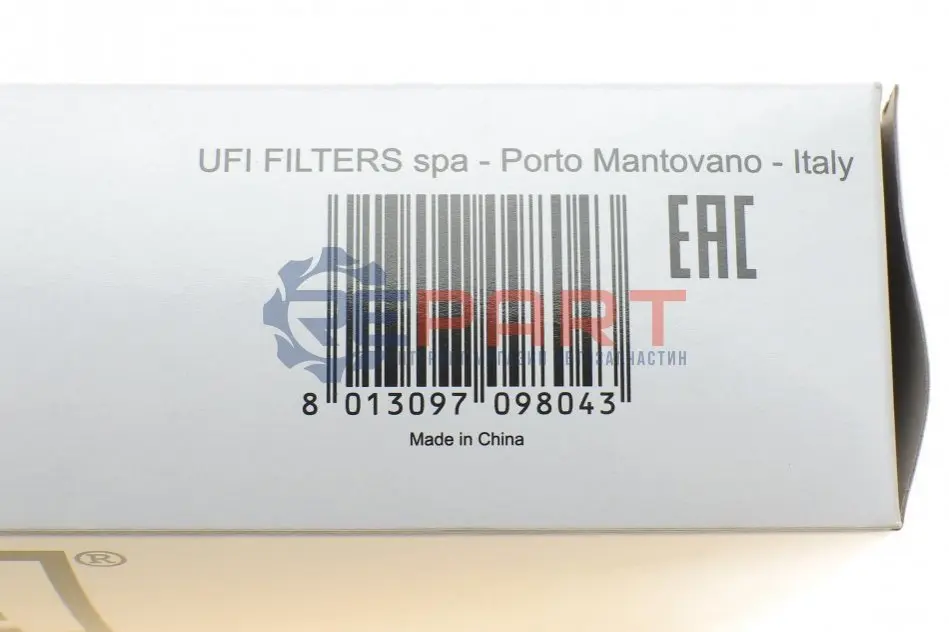 UFI FILTERS spa - Porto Mantovano - Italy
EAC
PART
8 013097 098043
Made in China
®